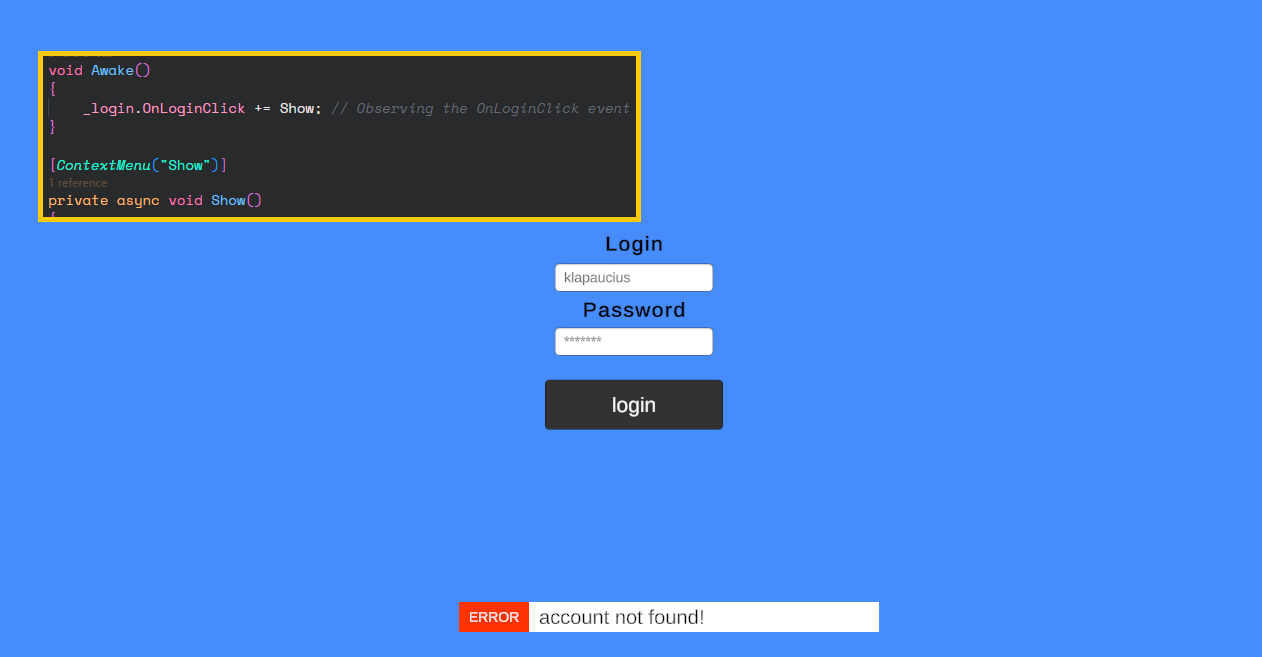 void Awake()
{
_login.OnLoginClick += Show; // Observing the OnLoginClick event
}
[ContextMenu("Show")]
1 reference
private async void Show()
{
Login
klapaucius
Password
*******
login
ERROR account not found!